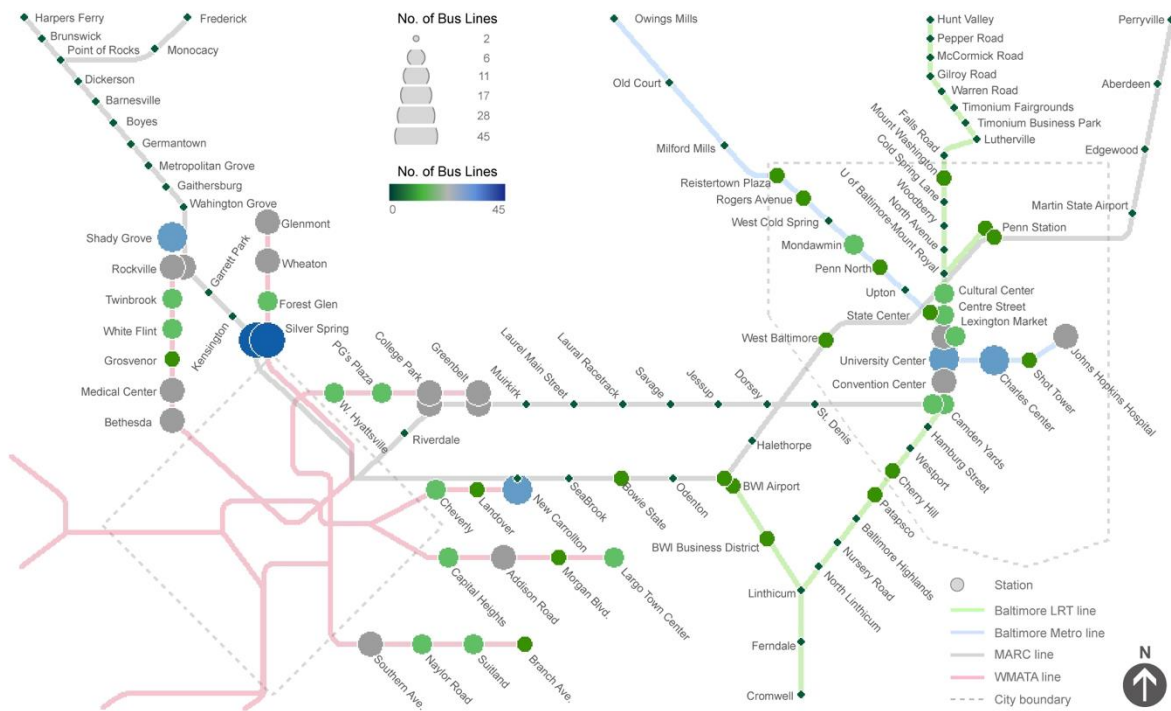 Harpers Ferry
Frederick
Brunswick
Point of Rocks
Monocacy
Dickerson
Barnesville
Boyes
Germantown
Metropolitan Grove
Gaithersburg
Wahington Grove
Shady Grove
Rockville
Twinbrook
White Flint
Grosvenor
Medical Center
Bethesda
Garrett Park
Kensington
Glenmont
Wheaton
Forest Glen
Silver Spring
No. of Bus Lines
2
6
11
17
28
45
No. of Bus Lines
0
45
PG's Plaza
W. Hyattsville
College Park
Greenbelt
Muirkirk
Riverdale
Laurel Main Street
Laural Racetrack
Savage
Jessup
Dorsey
St. Denis
Cheverly
Landover
New Carrollton
SeaBrook
Bowie State
Odenton
BWI Airport
Halethorpe
West Baltimore
Capital Heights
Addison Road
Morgan Blvd.
Largo Town Center
Southern Ave.
Naylor Road
Suitland
Branch Ave.
Owings Mills
Old Court
Milford Mills
Reistertown Plaza
Rogers Avenue
West Cold Spring
Mondawmin
Penn North
Upton
State Center
Hunt Valley
Pepper Road
McCormick Road
Gilroy Road
Warren Road
Timonium Fairgrounds
Timonium Business Park
Lutherville
Falls Road
Mount Washington
Cold Spring Lane
Woodberry
North Avenue
U of Baltimore-Mount Royal
Penn Station
Perryville
Aberdeen
Edgewood
Martin State Airport
Cultural Center
Centre Street
Lexington Market
University Center
Convention Center
Charles Center
Shot Tower
Johns Hopkins Hospital
Camden Yards
Hamburg Street
Westport
Cherry Hill
Patapsco
Baltimore Highlands
Nursery Road
North Linthicum
BWI Business District
Linthicum
Ferndale
Cromwell
Station
Baltimore LRT line
Baltimore Metro line
MARC line
WMATA line
City boundary
N